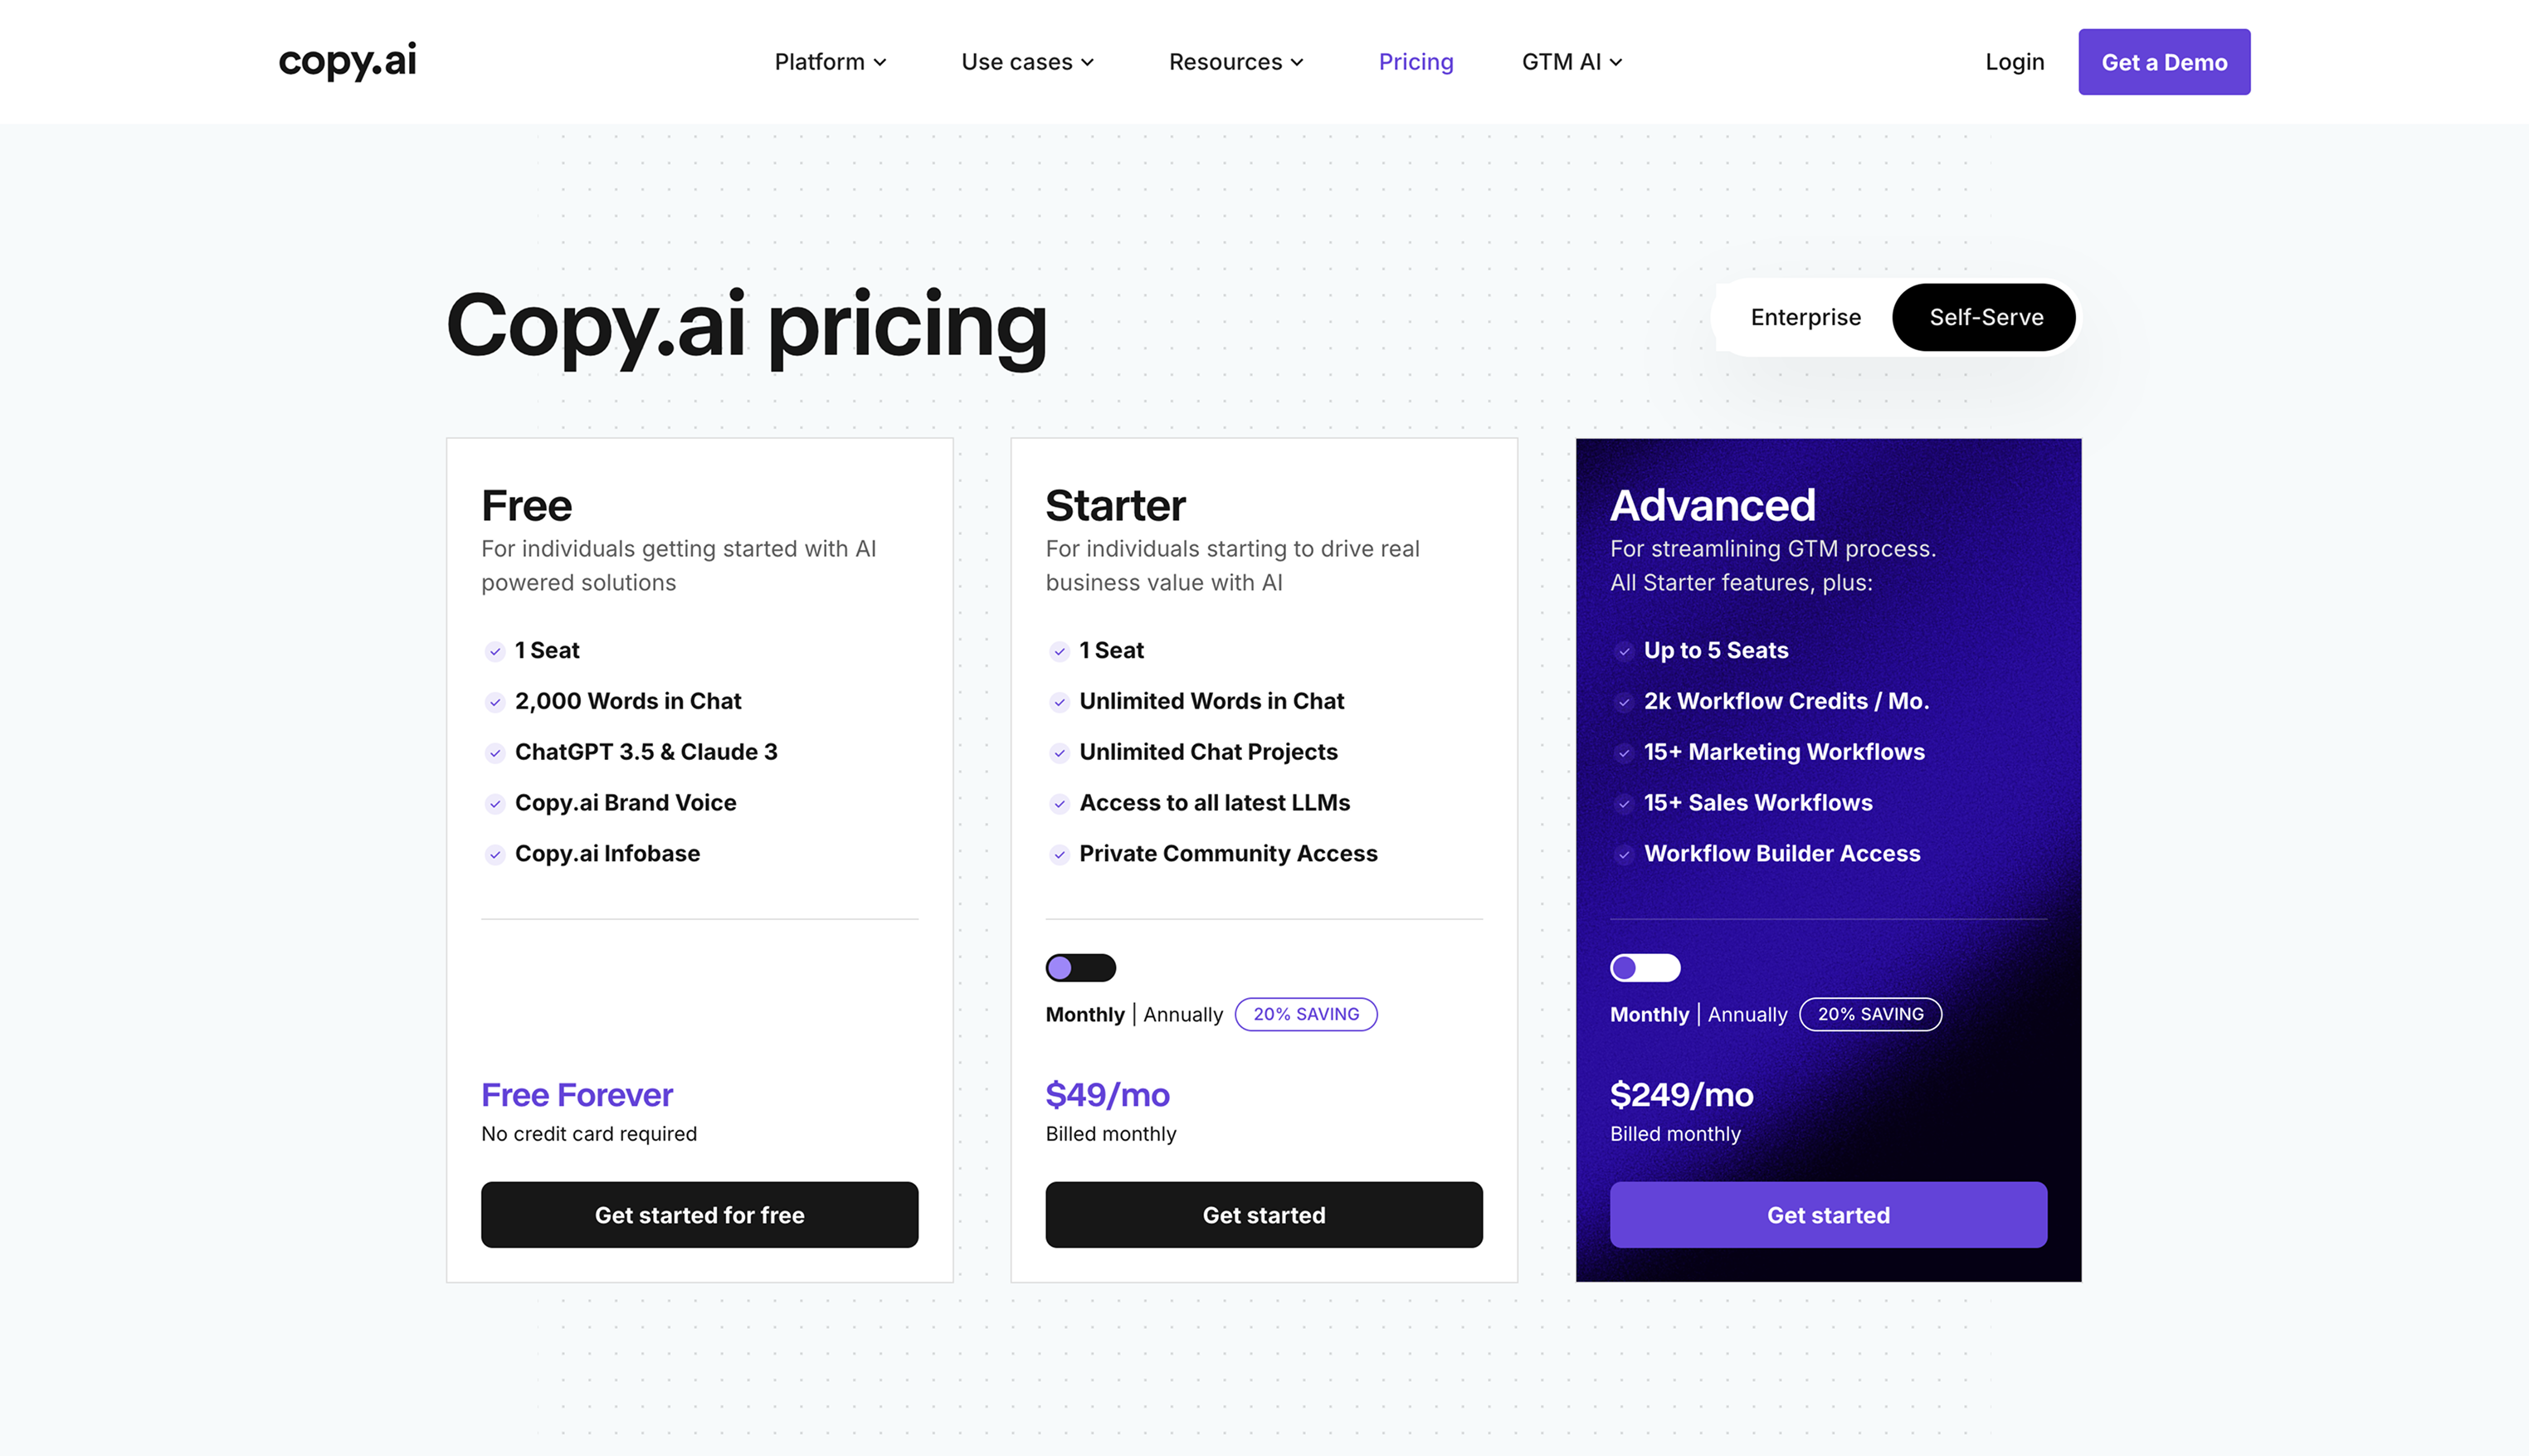 copy.ai
Platform
Use cases
Resources
Pricing
GTM AI
Login
Get a Demo
Copy.ai pricing
Enterprise
Self-Serve
Free
For individuals getting started with AI
powered solutions
1 Seat
2,000 Words in Chat
ChatGPT 3.5 & Claude 3
Copy.ai Brand Voice
Copy.ai Infobase
Free Forever
No credit card required
Get started for free
Starter
For individuals starting to drive real
business value with AI
1 Seat
Unlimited Words in Chat
Unlimited Chat Projects
Access to all latest LLMs
Private Community Access
Monthly | Annually 20% SAVING
$49/mo
Billed monthly
Get started
Advanced
For streamlining GTM process.
All Starter features, plus:
Up to 5 Seats
2k Workflow Credits / Mo.
15+ Marketing Workflows
15+ Sales Workflows
Workflow Builder Access
Monthly | Annually 20% SAVING
$249/mo
Billed monthly
Get started